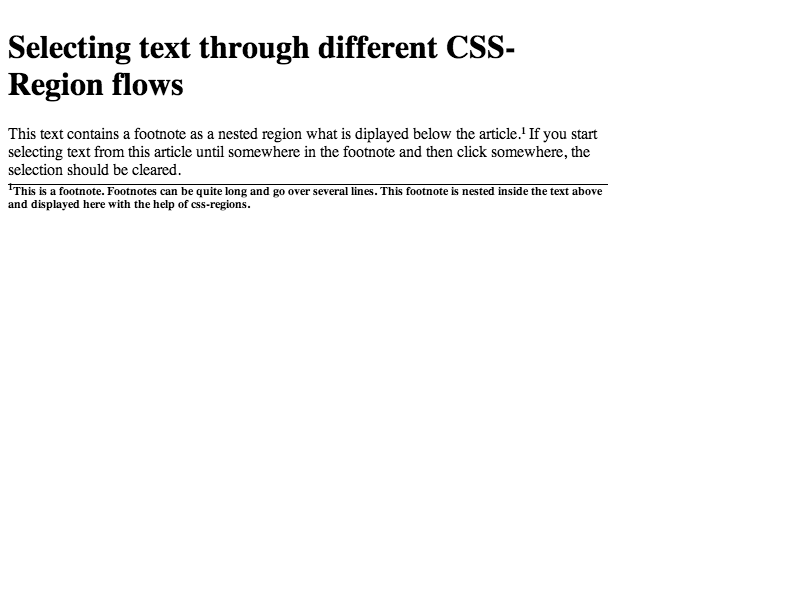 Selecting text through different CSS-
Region flows
This text contains a footnote as a nested region what is diplayed below the article.¹ If you start
selecting text from this article until somewhere in the footnote and then click somewhere, the
selection should be cleared.
¹This is a footnote. Footnotes can be quite long and go over several lines. This footnote is nested inside the text above
and displayed here with the help of css-regions.